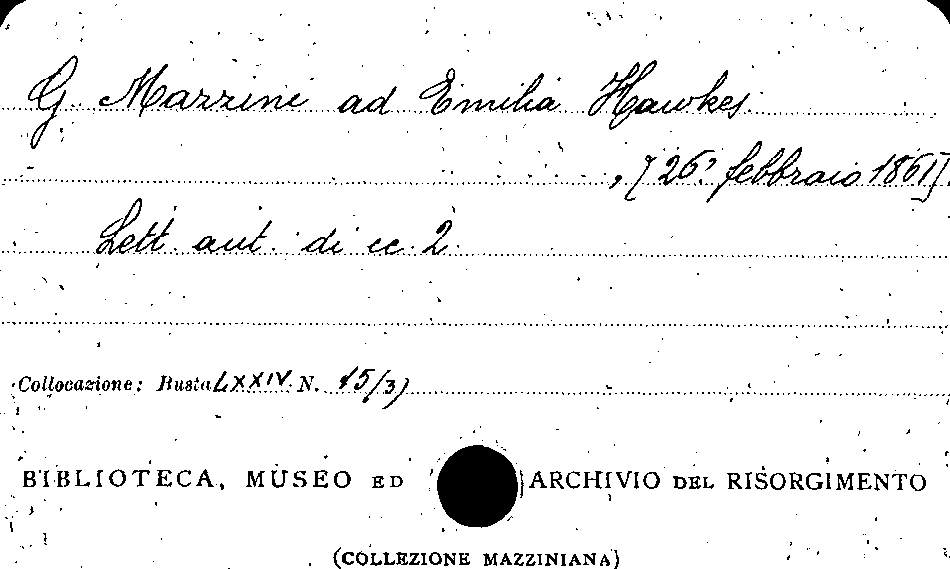 G. Mazzini ad Emilia Hawkes.
, [26? febbraio 1861].
Lett. aut. di cc. 2.
Collocazione: Busta LXXIV N. 15/3)
BIBLIOTECA, MUSEO ED ARCHIVIO DEL RISORGIMENTO
(COLLEZIONE MAZZINIANA)